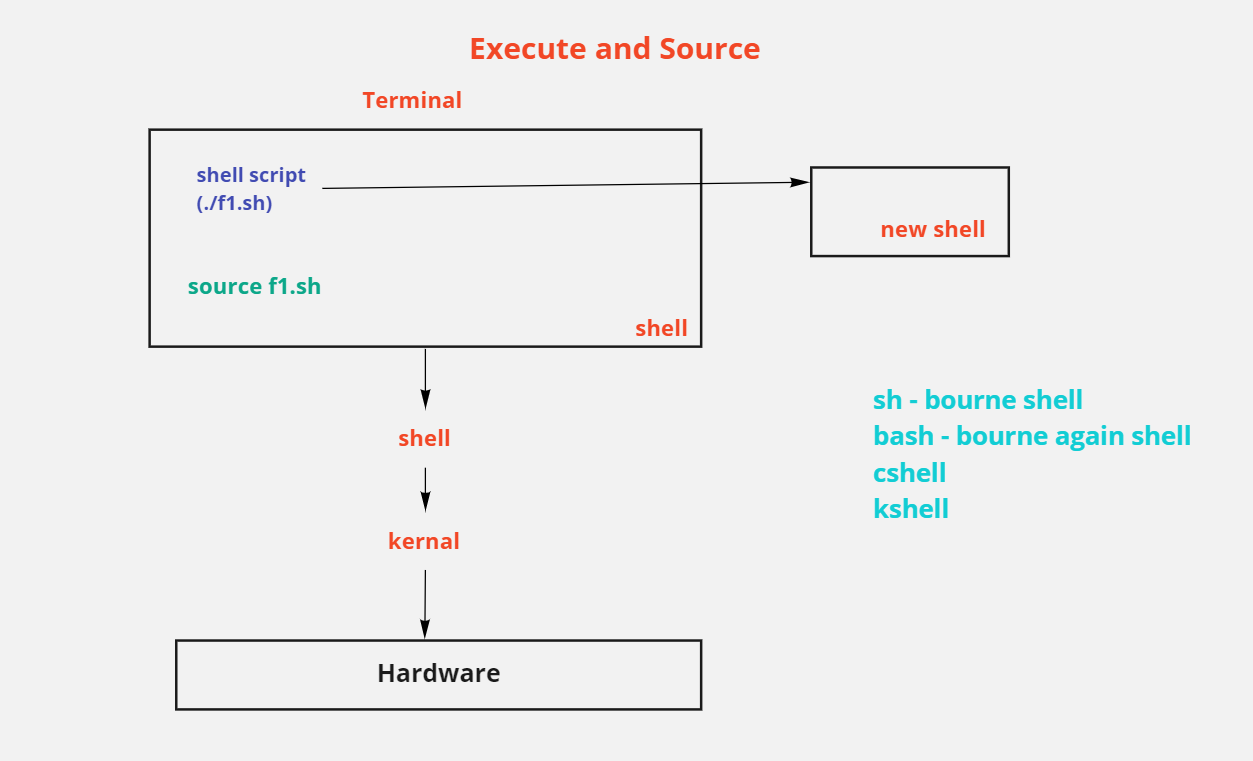 Execute and Source
Terminal
shell script
(./f1.sh)
new shell
source f1.sh
shell
sh - bourne shell
bash - bourne again shell
cshell
kshell
shell
kernal
Hardware